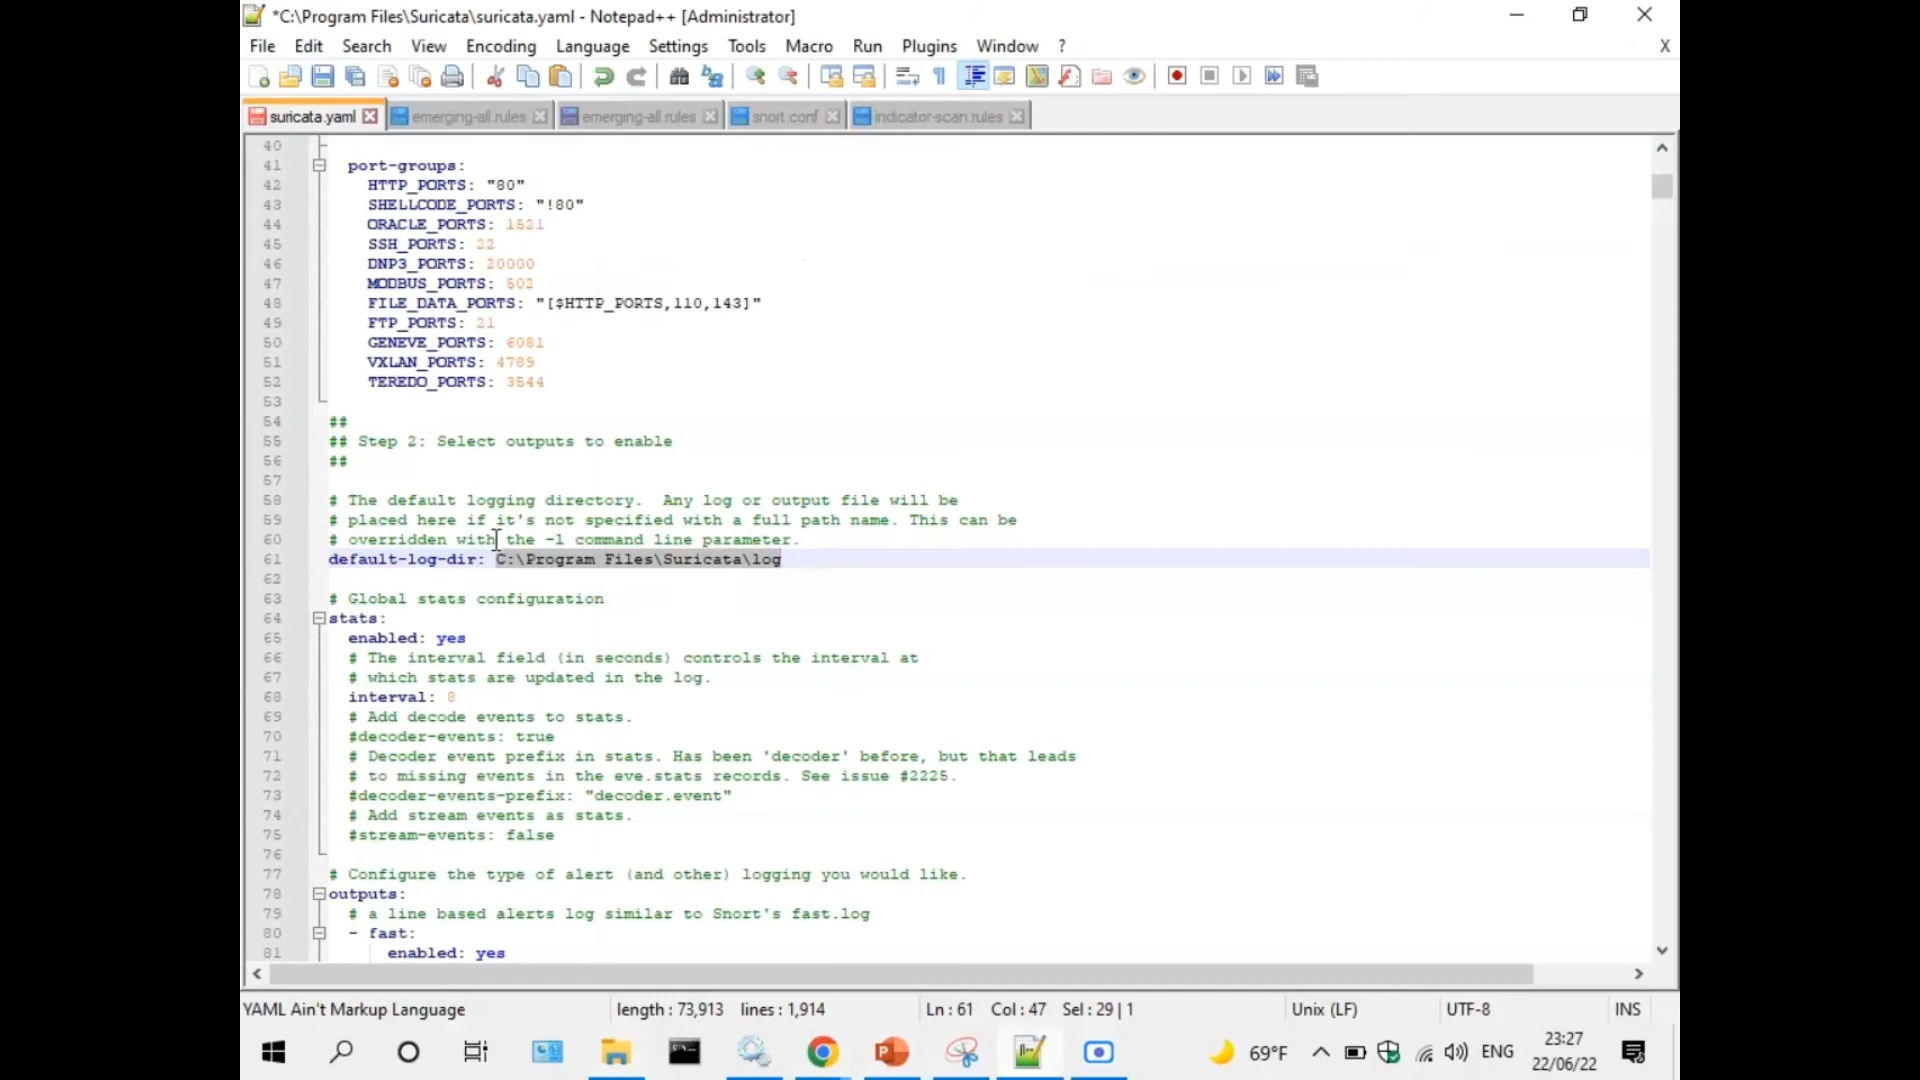 *C:\Program Files\Suricata\suricata.yaml - Notepad++ [Administrator]
File Edit Search View Encoding Language Settings Tools Macro Run Plugins Window ? X
suricata.yaml emerging-all.rules emerging-all.rules snort.conf indicator-scan.rules
40
41 port-groups:
42 HTTP_PORTS: "80"
43 SHELLCODE_PORTS: "!80"
44 ORACLE_PORTS: 1521
45 SSH_PORTS: 22
46 DNP3_PORTS: 20000
47 MODBUS_PORTS: 502
48 FILE_DATA_PORTS: "[$HTTP_PORTS,110,143]"
49 FTP_PORTS: 21
50 GENEVE_PORTS: 6081
51 VXLAN_PORTS: 4789
52 TEREDO_PORTS: 3544
53
54 ##
55 ## Step 2: Select outputs to enable
56 ##
57
58 # The default logging directory.  Any log or output file will be
59 # placed here if it's not specified with a full path name. This can be
60 # overridden with the -l command line parameter.
61 default-log-dir: C:\Program Files\Suricata\log
62
63 # Global stats configuration
64 stats:
65 enabled: yes
66 # The interval field (in seconds) controls the interval at
67 # which stats are updated in the log.
68 interval: 8
69 # Add decode events to stats.
70 #decoder-events: true
71 # Decoder event prefix in stats. Has been 'decoder' before, but that leads
72 # to missing events in the eve.stats records. See issue #2225.
73 #decoder-events-prefix: "decoder.event"
74 # Add stream events as stats.
75 #stream-events: false
76
77 # Configure the type of alert (and other) logging you would like.
78 outputs:
79 # a line based alerts log similar to Snort's fast.log
80 - fast:
81 enabled: yes
YAML Ain't Markup Language length : 73,913 lines : 1,914 Ln : 61 Col : 47 Sel : 29 | 1 Unix (LF) UTF-8 INS
69°F ENG 23:27
22/06/22